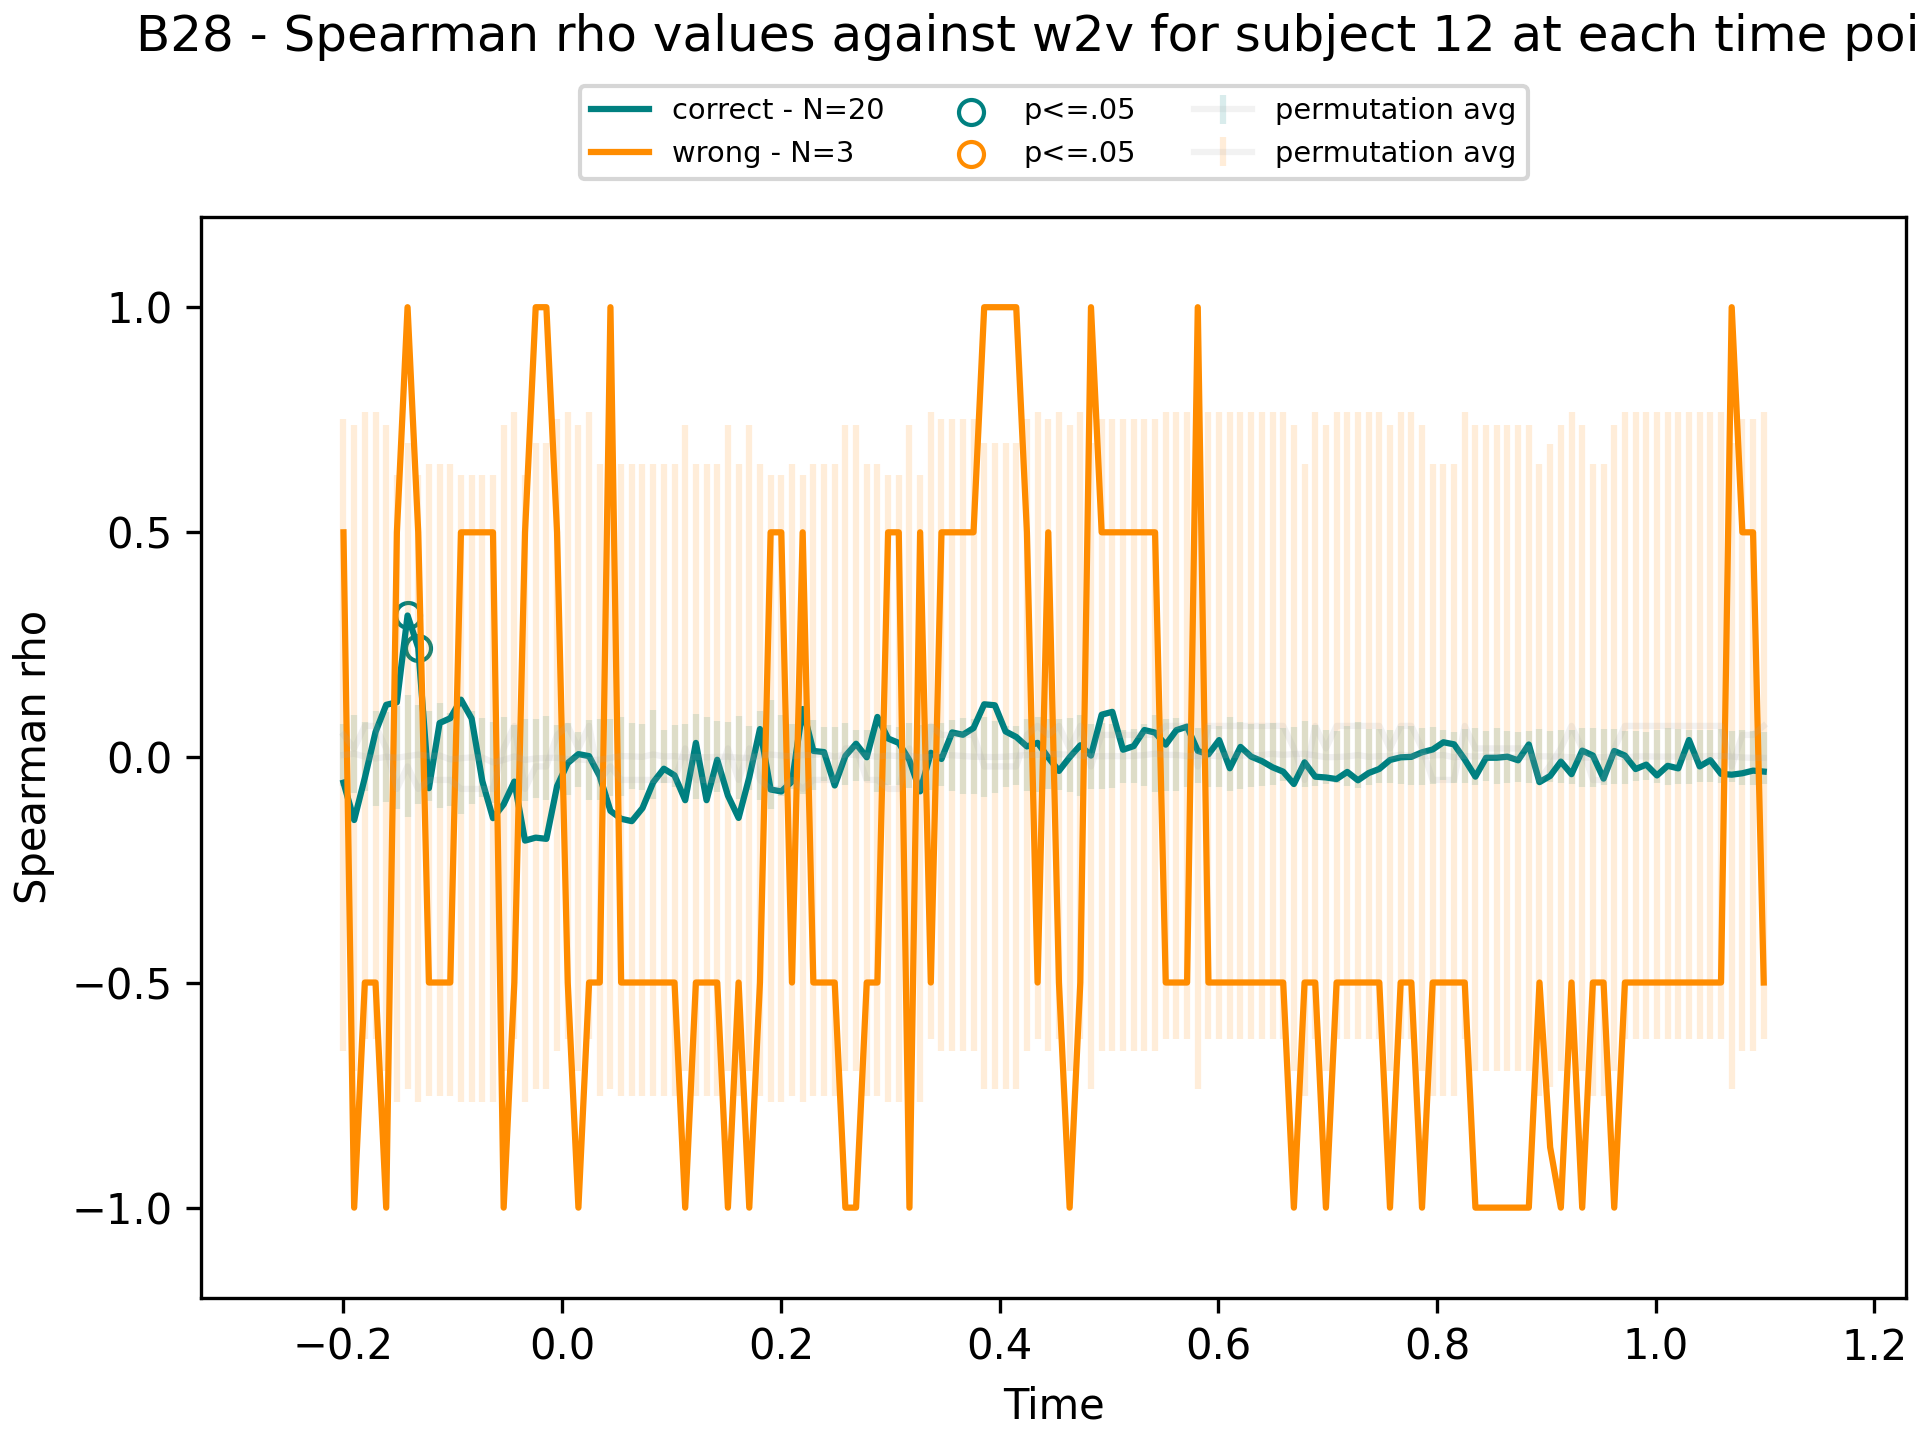 B28 - Spearman rho values against w2v for subject 12 at each time poi
correct - N=20
wrong - N=3
p<=.05
p<=.05
permutation avg
permutation avg
1.0
0.5
0.0
−0.5
−1.0
Spearman rho
−0.2 0.0 0.2 0.4 0.6 0.8 1.0 1.2
Time